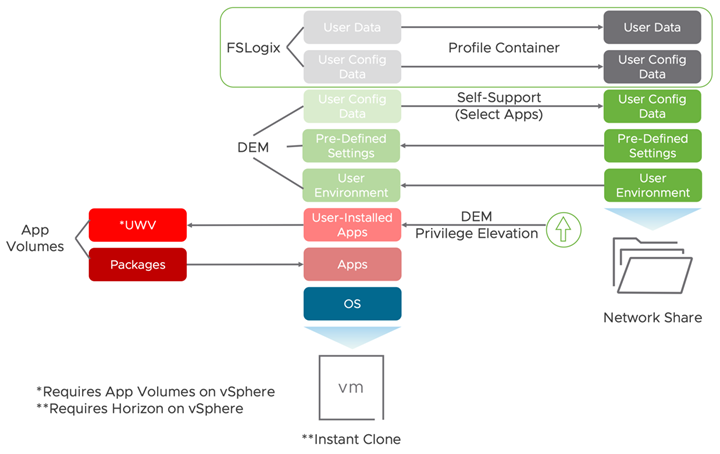 User Data
User Data
FSLogix
Profile Container
User Config
Data
User Config
Data
User Config
Data
Self-Support
(Select Apps)
User Config
Data
DEM
Pre-Defined
Settings
Pre-Defined
Settings
User
Environment
User
Environment
App
Volumes
*UWV
User-Installed
Apps
DEM
Privilege Elevation
Packages
Apps
OS
Network Share
vm
*Requires App Volumes on vSphere
**Requires Horizon on vSphere
**Instant Clone